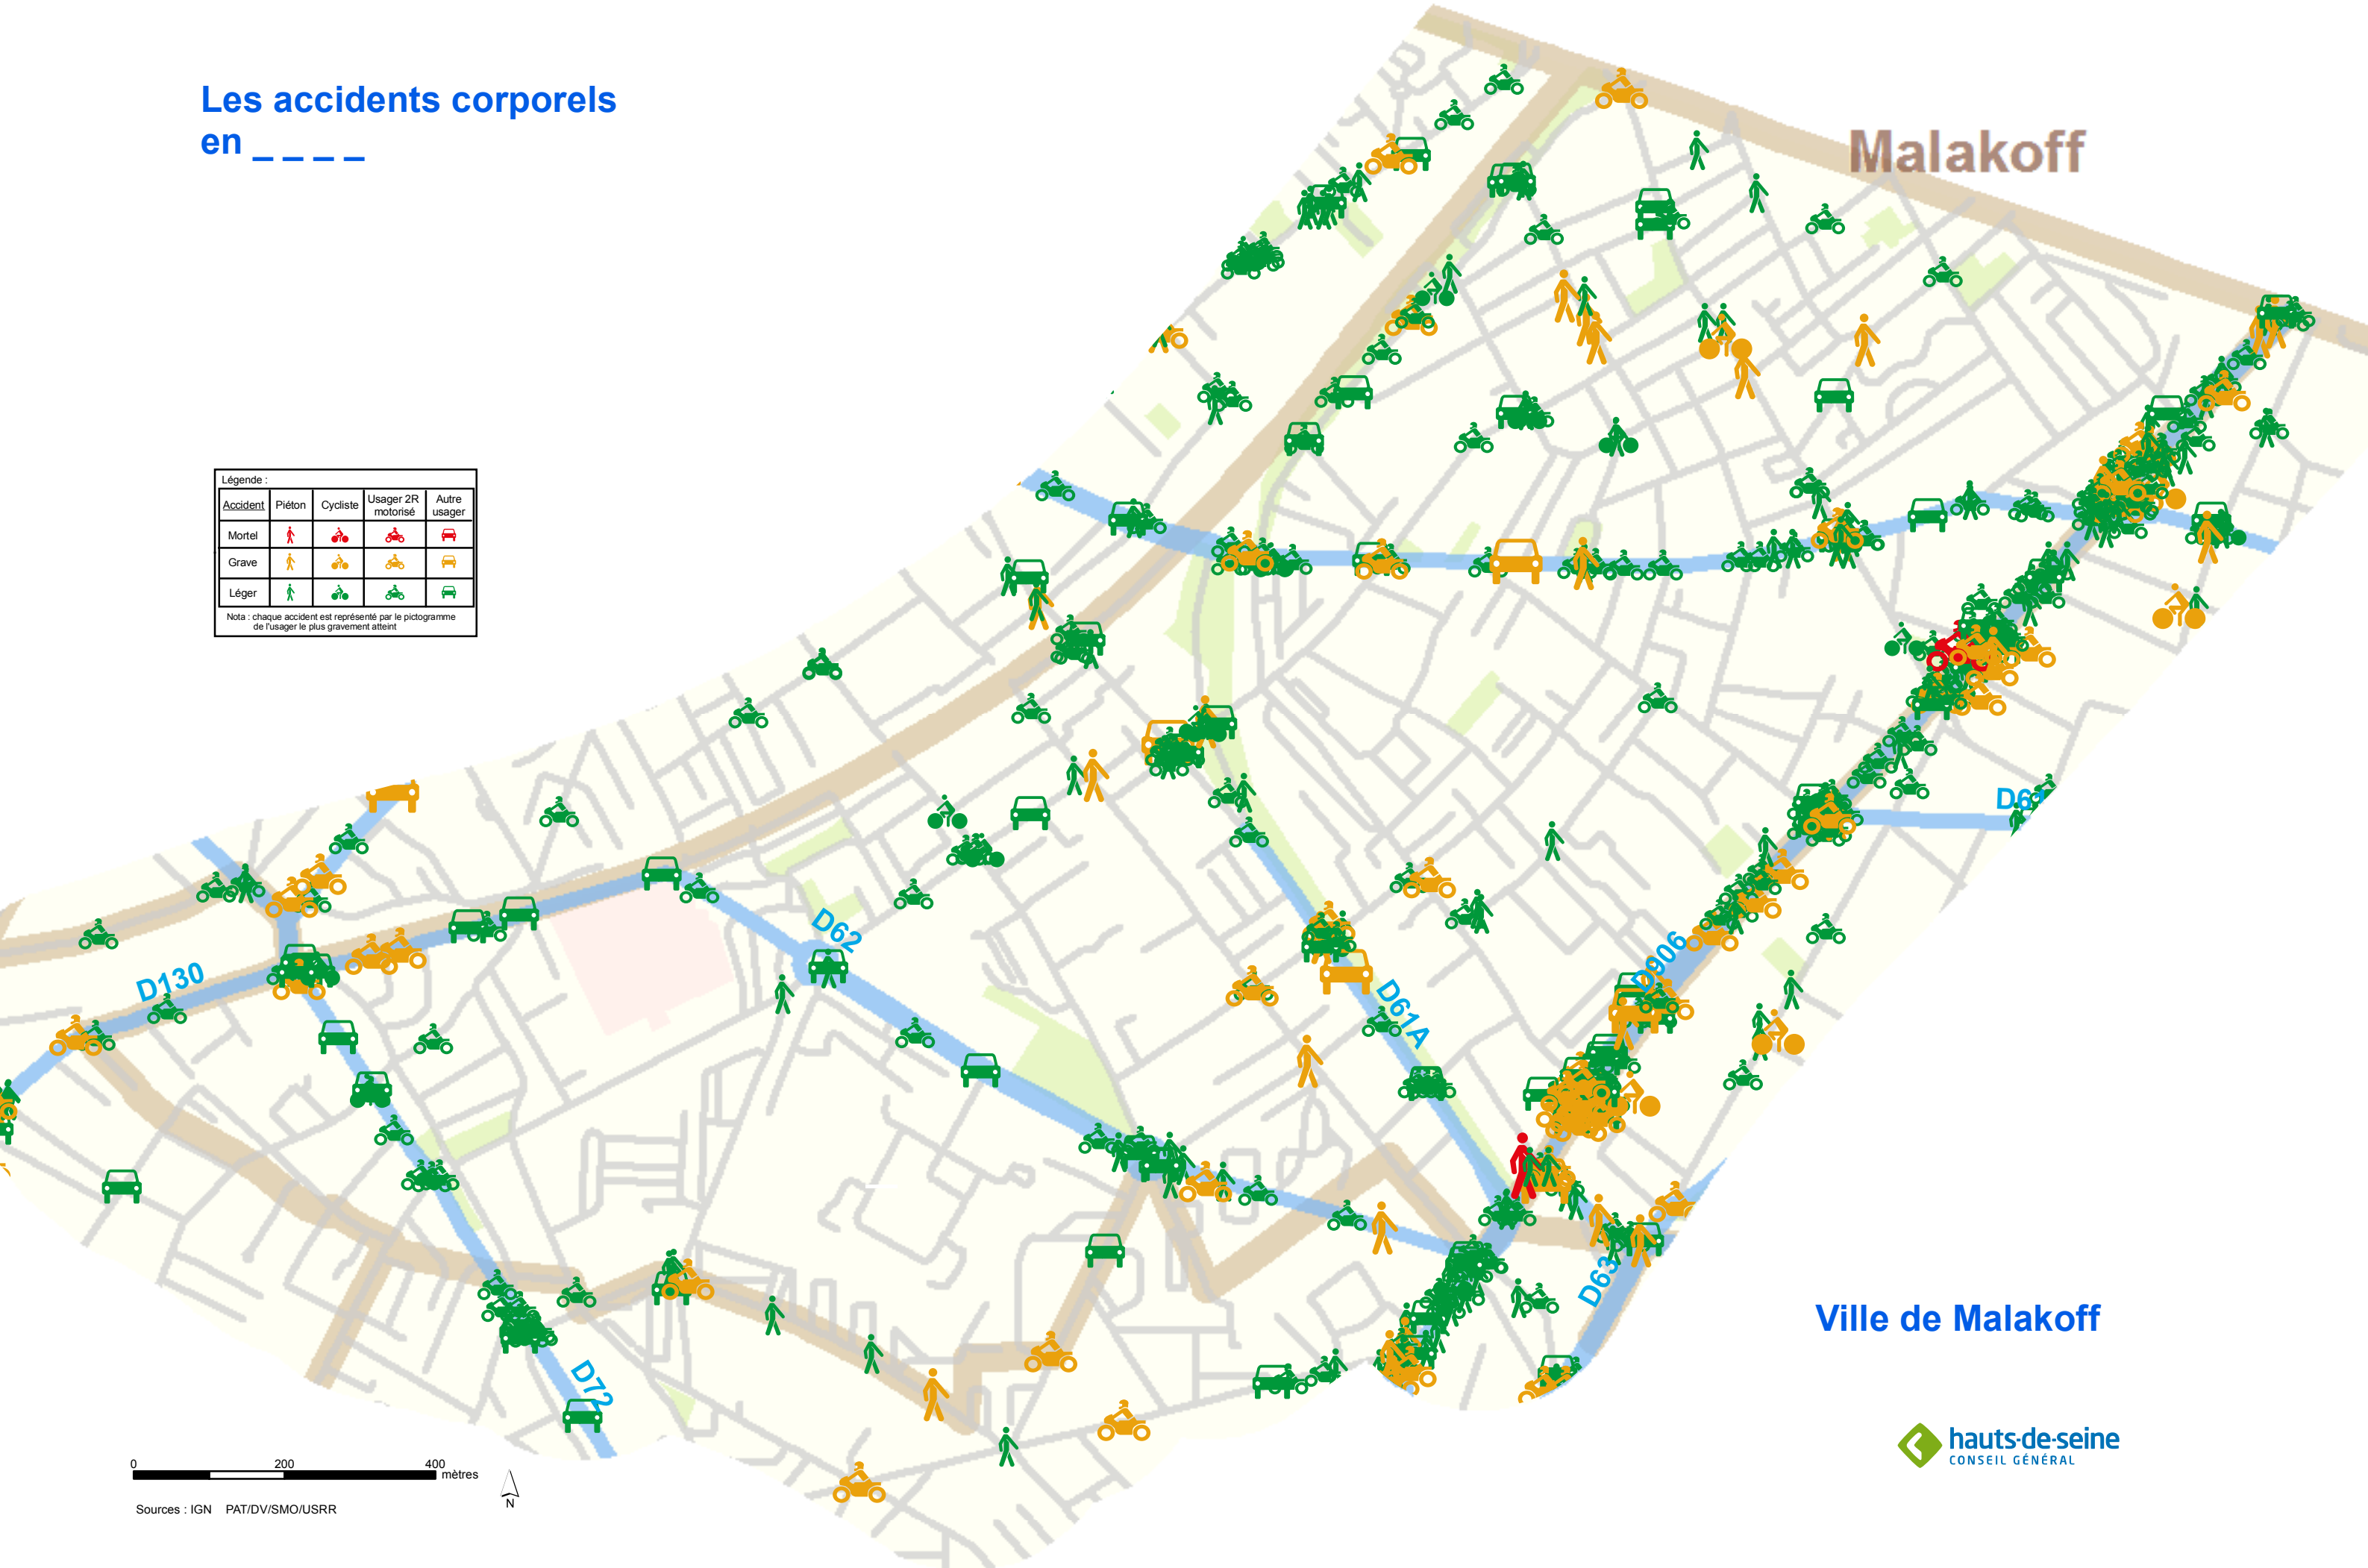 Les accidents corporels
en _ _ _ _
Malakoff
Légende :
Accident Piéton Cycliste Usager 2R motorisé Autre usager
Mortel
Grave
Léger
Nota : chaque accident est représenté par le pictogramme
de l'usager le plus gravement atteint
D62
D130
D906
D61A
D63
D72
Ville de Malakoff
hauts-de-seine
CONSEIL GÉNÉRAL
0 200 400
mètres
N
Sources : IGN PAT/DV/SMO/USRR